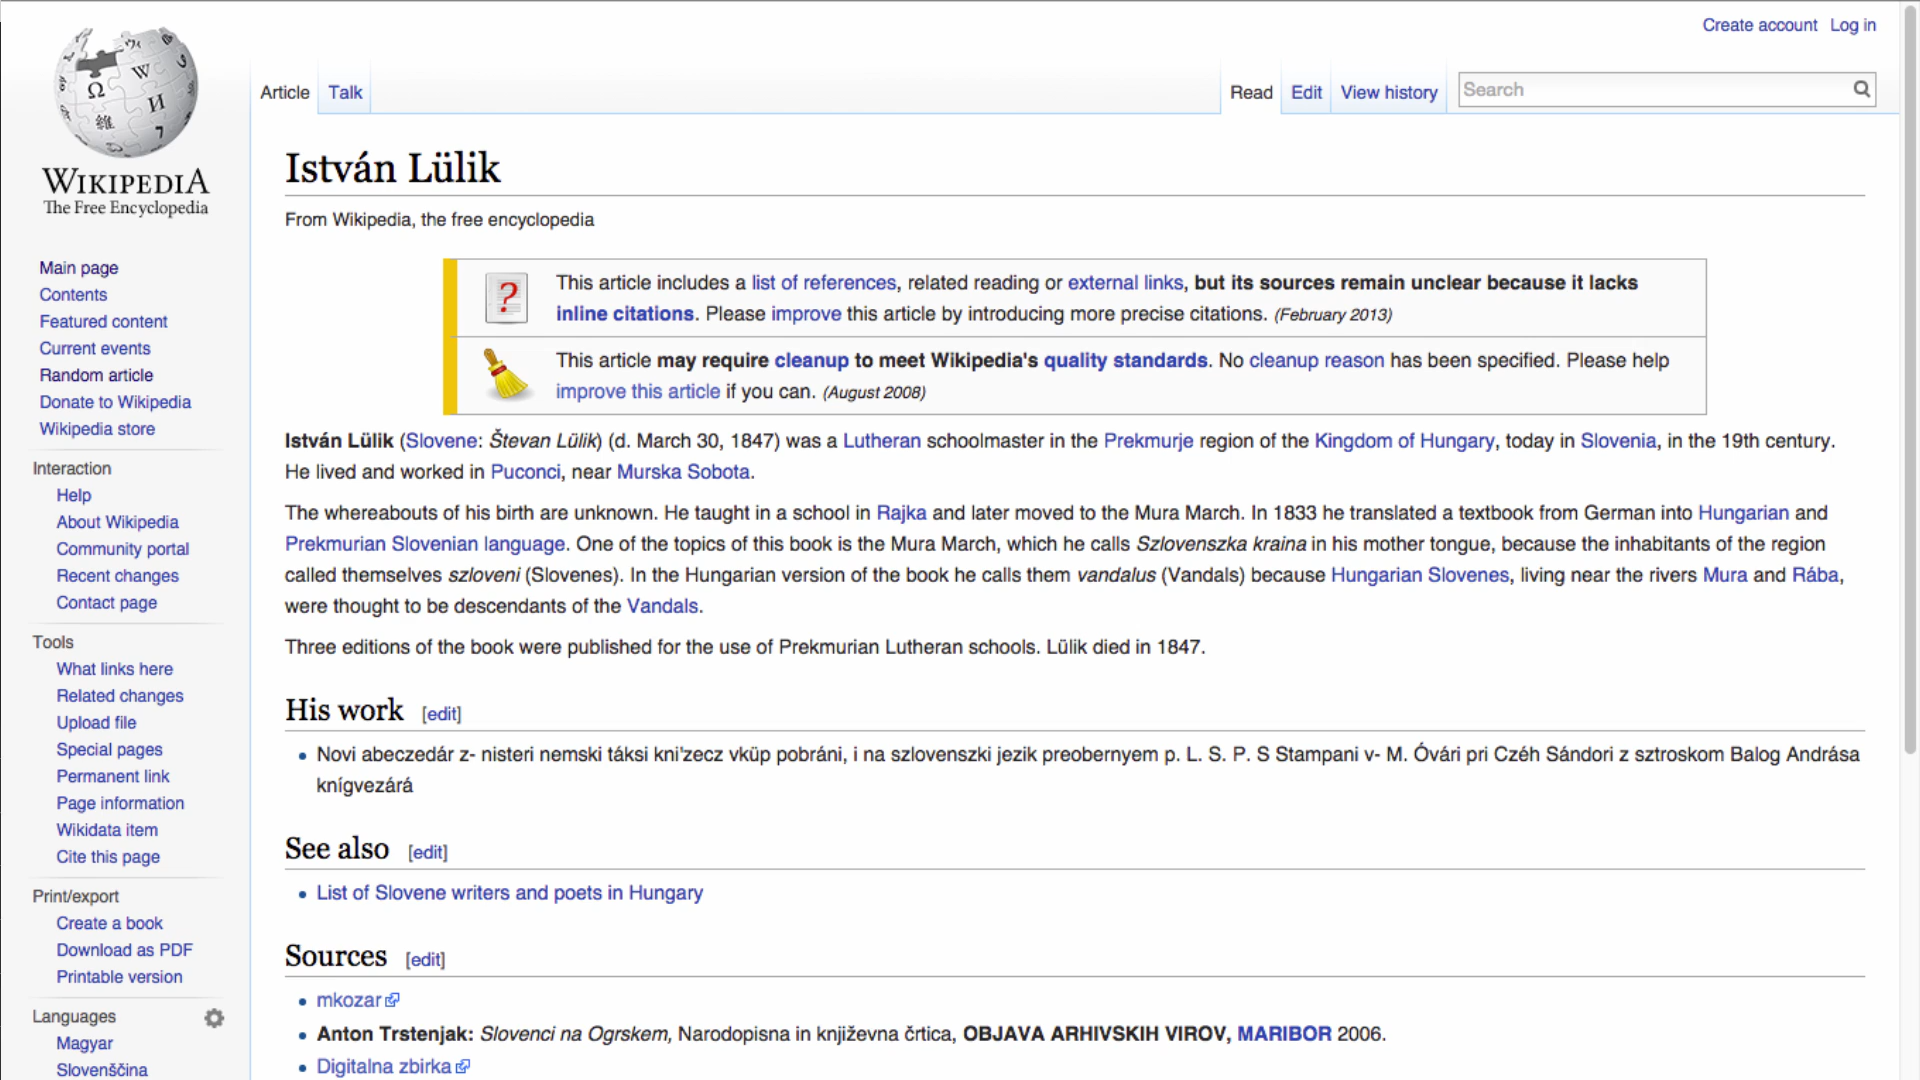 Create account Log in
Article Talk Read Edit View history Search
WIKIPEDIA
The Free Encyclopedia
Main page
Contents
Featured content
Current events
Random article
Donate to Wikipedia
Wikipedia store
Interaction
Help
About Wikipedia
Community portal
Recent changes
Contact page
Tools
What links here
Related changes
Upload file
Special pages
Permanent link
Page information
Wikidata item
Cite this page
Print/export
Create a book
Download as PDF
Printable version
Languages
Magyar
Slovenščina
István Lülik
From Wikipedia, the free encyclopedia
This article includes a list of references, related reading or external links, but its sources remain unclear because it lacks
inline citations. Please improve this article by introducing more precise citations. (February 2013)
This article may require cleanup to meet Wikipedia's quality standards. No cleanup reason has been specified. Please help
improve this article if you can. (August 2008)
István Lülik (Slovene: Števan Lülik) (d. March 30, 1847) was a Lutheran schoolmaster in the Prekmurje region of the Kingdom of Hungary, today in Slovenia, in the 19th century.
He lived and worked in Puconci, near Murska Sobota.
The whereabouts of his birth are unknown. He taught in a school in Rajka and later moved to the Mura March. In 1833 he translated a textbook from German into Hungarian and
Prekmurian Slovenian language. One of the topics of this book is the Mura March, which he calls Szlovenszka kraina in his mother tongue, because the inhabitants of the region
called themselves szloveni (Slovenes). In the Hungarian version of the book he calls them vandalus (Vandals) because Hungarian Slovenes, living near the rivers Mura and Rába,
were thought to be descendants of the Vandals.
Three editions of the book were published for the use of Prekmurian Lutheran schools. Lülik died in 1847.
His work [edit]
Novi abeczedár z- nisteri nemski táksi kni'zecz vküp pobráni, i na szlovenszki jezik preobernyem p. L. S. P. S Stampani v- M. Óvári pri Czéh Sándori z sztroskom Balog Andrása
knígvezárá
See also [edit]
List of Slovene writers and poets in Hungary
Sources [edit]
mkozar
Anton Trstenjak: Slovenci na Ogrskem, Narodopisna in književna črtica, OBJAVA ARHIVSKIH VIROV, MARIBOR 2006.
Digitalna zbirka